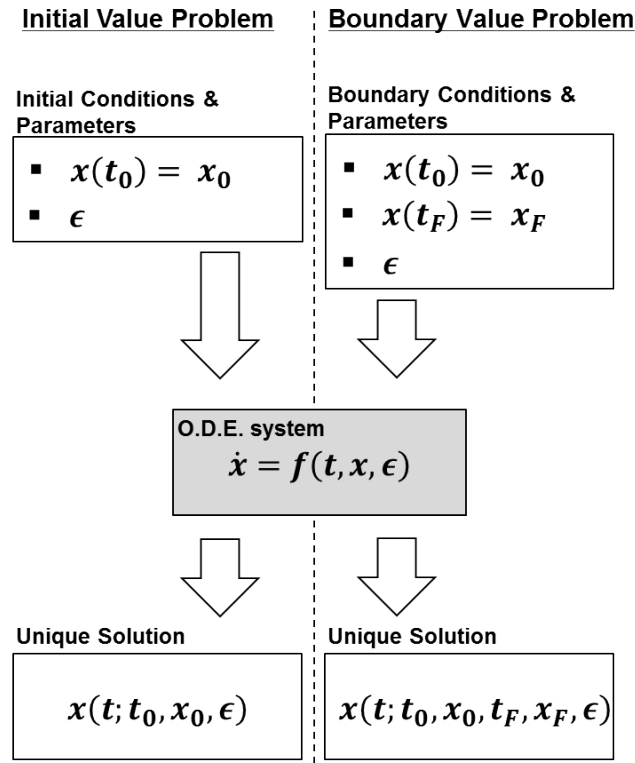 Initial Value Problem
Initial Conditions &
Parameters
▪ x(t₀) = x₀
▪ ϵ
Boundary Value Problem
Boundary Conditions &
Parameters
▪ x(t₀) = x₀
▪ x(t_F) = x_F
▪ ϵ
O.D.E. system
ẋ = f(t, x, ϵ)
Unique Solution
x(t; t₀, x₀, ϵ)
Unique Solution
x(t; t₀, x₀, t_F, x_F, ϵ)